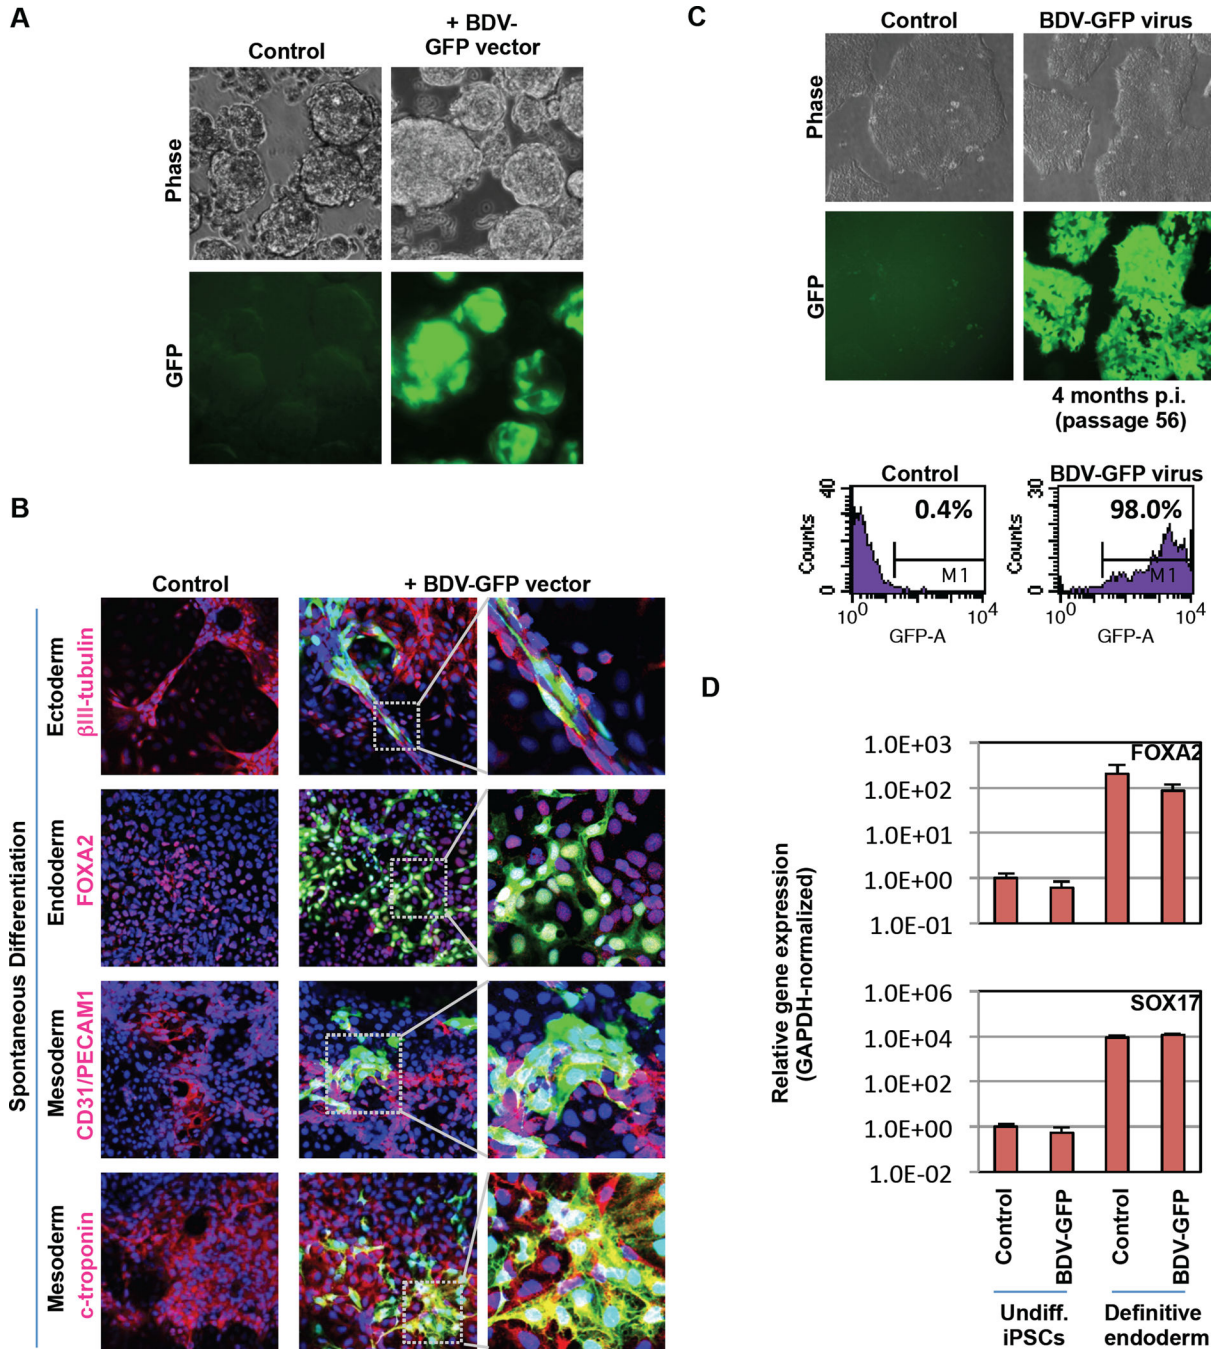 A
Control
+ BDV-
GFP vector
Phase
GFP
B
Control
+ BDV-GFP vector
Spontaneous Differentiation
Ectoderm
βIII-tubulin
Endoderm
FOXA2
Mesoderm
CD31/PECAM1
Mesoderm
c-troponin
C
Control
BDV-GFP virus
Phase
GFP
4 months p.i.
(passage 56)
Control
40
0.4%
Counts
M1
0
10^0
10^4
GFP-A
BDV-GFP virus
30
98.0%
Counts
M1
0
10^0
10^4
GFP-A
D
Relative gene expression
(GAPDH-normalized)
FOXA2
1.0E+03
1.0E+02
1.0E+01
1.0E+00
1.0E-01
SOX17
1.0E+06
1.0E+04
1.0E+02
1.0E+00
1.0E-02
Control
BDV-GFP
Control
BDV-GFP
Undiff.
iPSCs
Definitive
endoderm